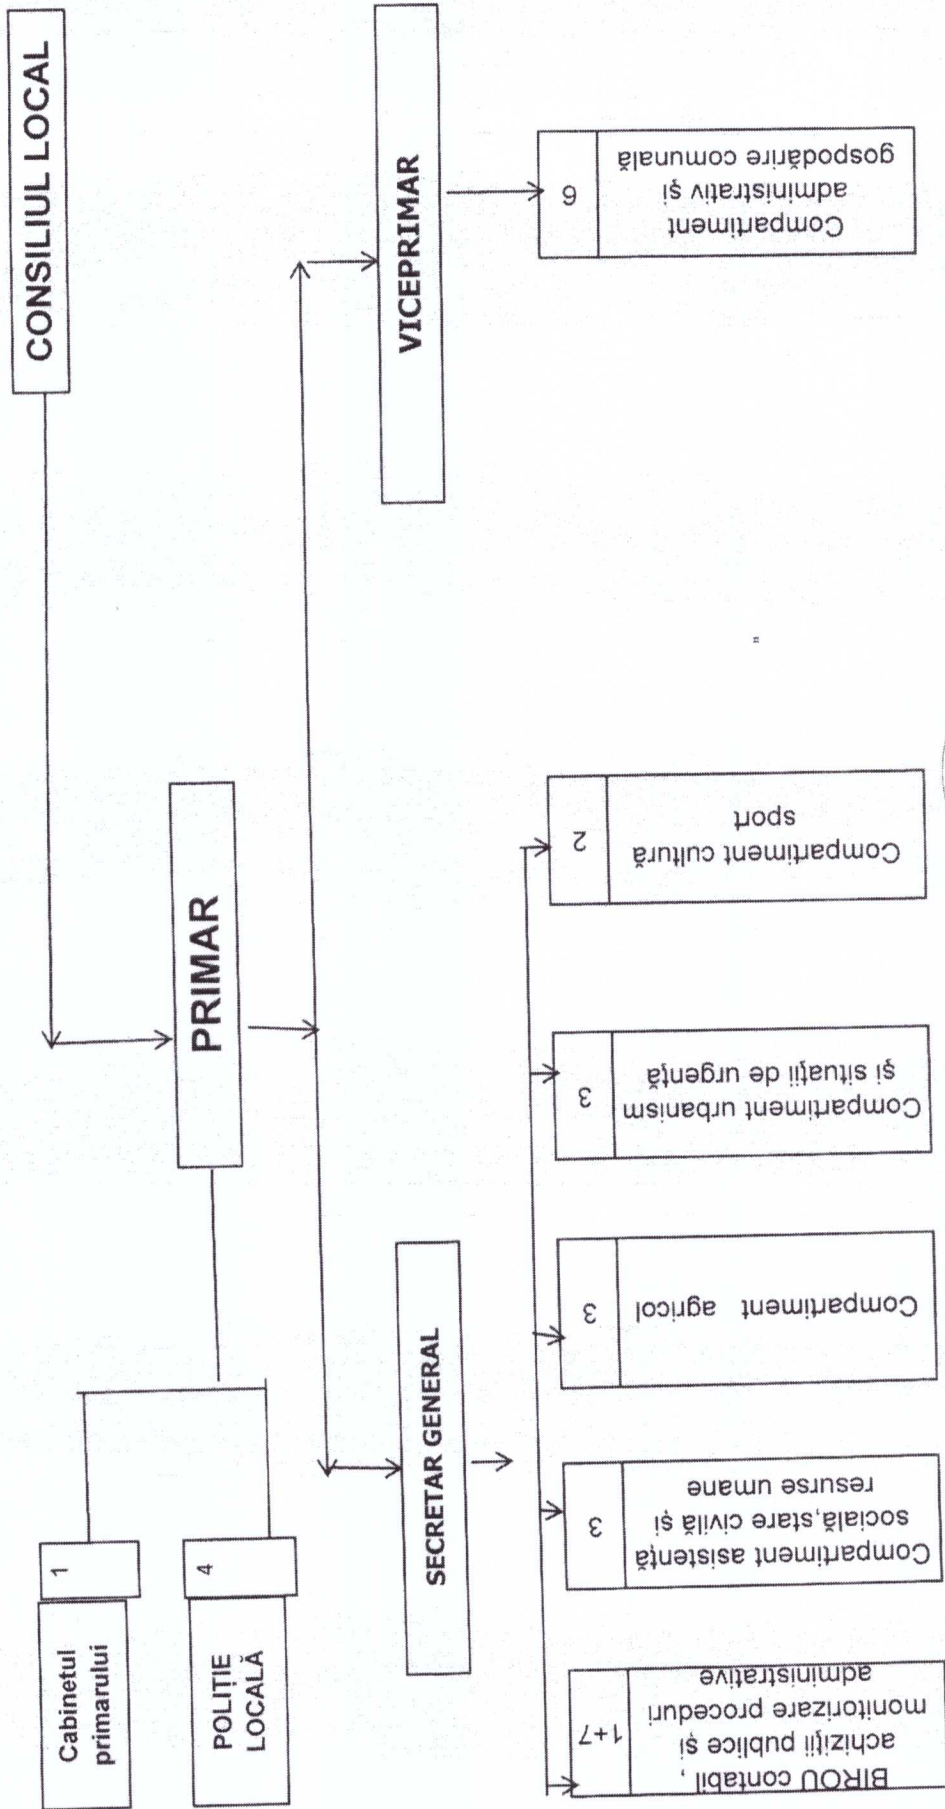 CONSILIUL LOCAL
PRIMAR
Cabinetul
primarului
1
POLIȚIE
LOCALĂ
4
SECRETAR GENERAL
VICEPRIMAR
1+7
BIROU contabil ,
achiziții publice și
monitorizare proceduri
administrative
3
Compartiment asistență
socială,stare civilă și
resurse umane
3
Compartiment agricol
3
Compartiment urbanism
și situații de urgență
2
Compartiment cultură
sport
6
Compartiment
administrativ și
gospodărire comunală